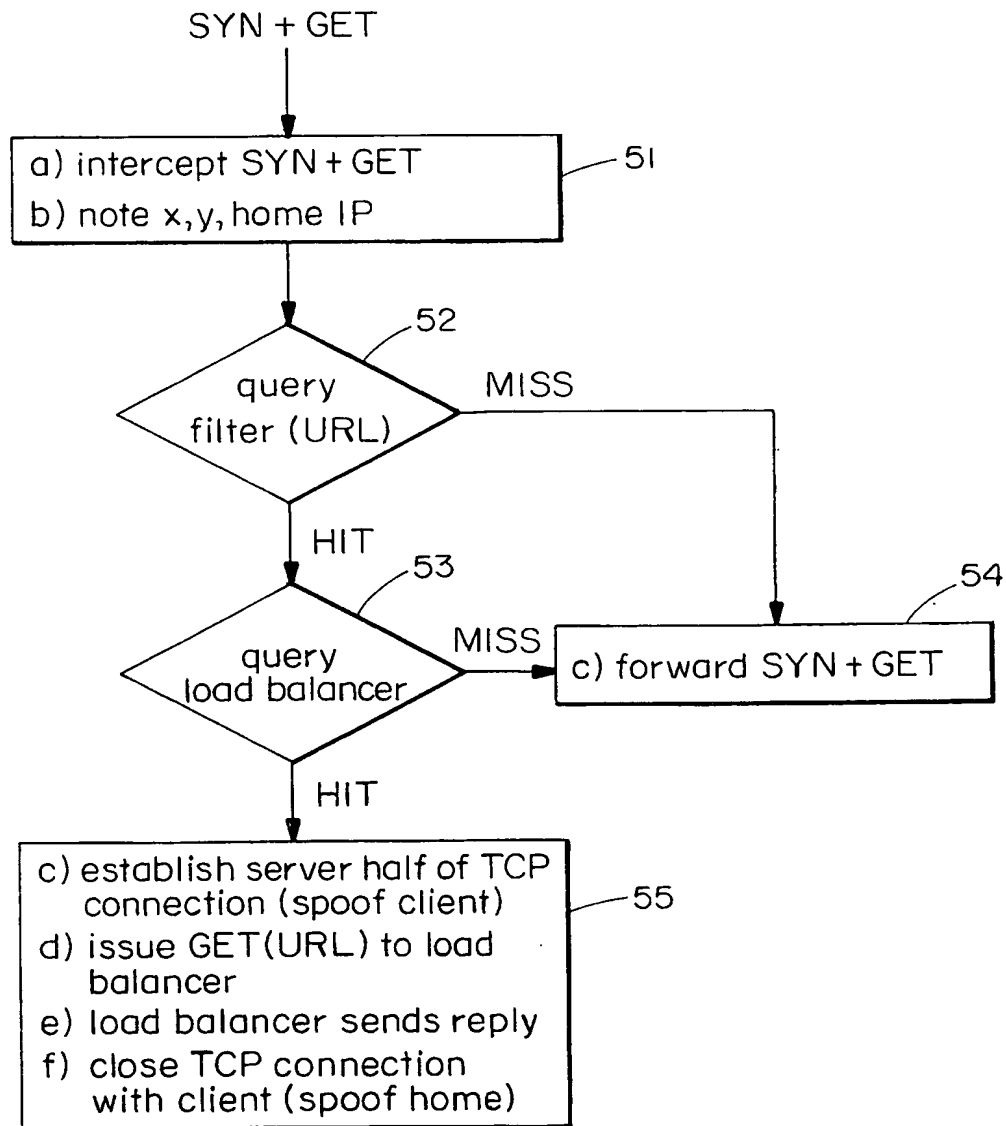 SYN + GET
a) intercept SYN + GET
b) note x, y, home IP
51
52
query
filter (URL)
MISS
HIT
53
54
query
load balancer
MISS
c) forward SYN + GET
HIT
c) establish server half of TCP
connection (spoof client)
d) issue GET(URL) to load
balancer
e) load balancer sends reply
f) close TCP connection
with client (spoof home)
55